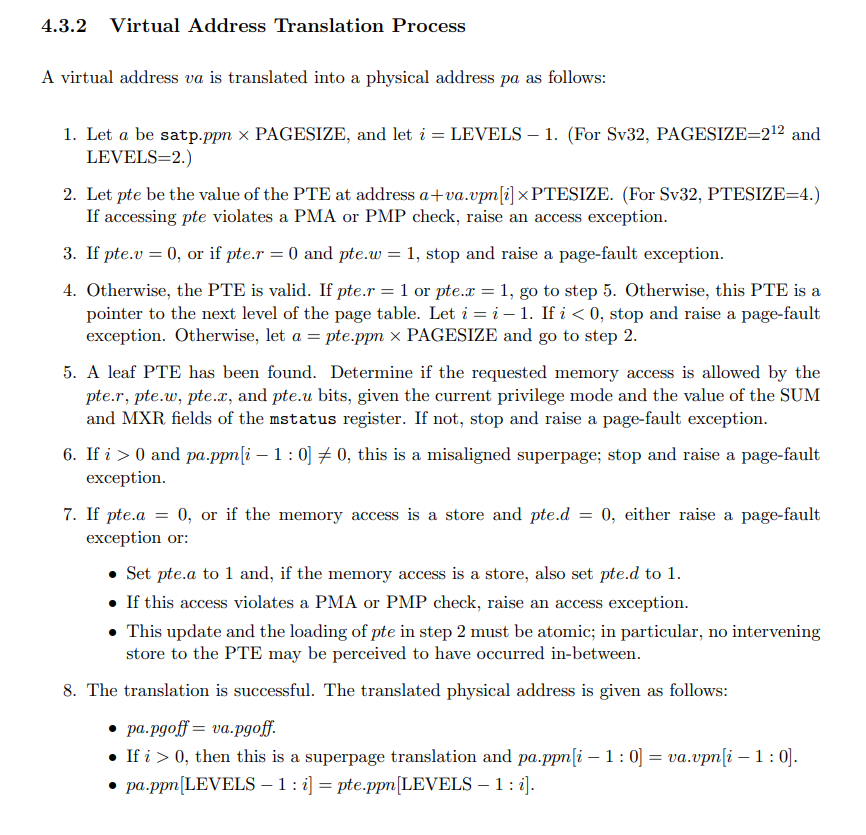 4.3.2 Virtual Address Translation Process
A virtual address va is translated into a physical address pa as follows:
1. Let a be satp.ppn × PAGESIZE, and let i = LEVELS − 1. (For Sv32, PAGESIZE=2¹² and
LEVELS=2.)
2. Let pte be the value of the PTE at address a+va.vpn[i]×PTESIZE. (For Sv32, PTESIZE=4.)
If accessing pte violates a PMA or PMP check, raise an access exception.
3. If pte.v = 0, or if pte.r = 0 and pte.w = 1, stop and raise a page-fault exception.
4. Otherwise, the PTE is valid. If pte.r = 1 or pte.x = 1, go to step 5. Otherwise, this PTE is a
pointer to the next level of the page table. Let i = i − 1. If i < 0, stop and raise a page-fault
exception. Otherwise, let a = pte.ppn × PAGESIZE and go to step 2.
5. A leaf PTE has been found. Determine if the requested memory access is allowed by the
pte.r, pte.w, pte.x, and pte.u bits, given the current privilege mode and the value of the SUM
and MXR fields of the mstatus register. If not, stop and raise a page-fault exception.
6. If i > 0 and pa.ppn[i − 1 : 0] ≠ 0, this is a misaligned superpage; stop and raise a page-fault
exception.
7. If pte.a = 0, or if the memory access is a store and pte.d = 0, either raise a page-fault
exception or:
• Set pte.a to 1 and, if the memory access is a store, also set pte.d to 1.
• If this access violates a PMA or PMP check, raise an access exception.
• This update and the loading of pte in step 2 must be atomic; in particular, no intervening
store to the PTE may be perceived to have occurred in-between.
8. The translation is successful. The translated physical address is given as follows:
• pa.pgoff = va.pgoff.
• If i > 0, then this is a superpage translation and pa.ppn[i − 1 : 0] = va.vpn[i − 1 : 0].
• pa.ppn[LEVELS − 1 : i] = pte.ppn[LEVELS − 1 : i].